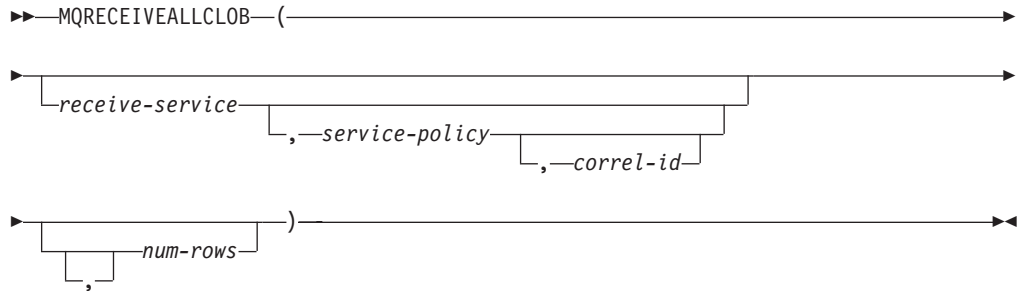 MQRECEIVEALLCLOB (
receive-service
, service-policy
, correl-id
)
num-rows
,